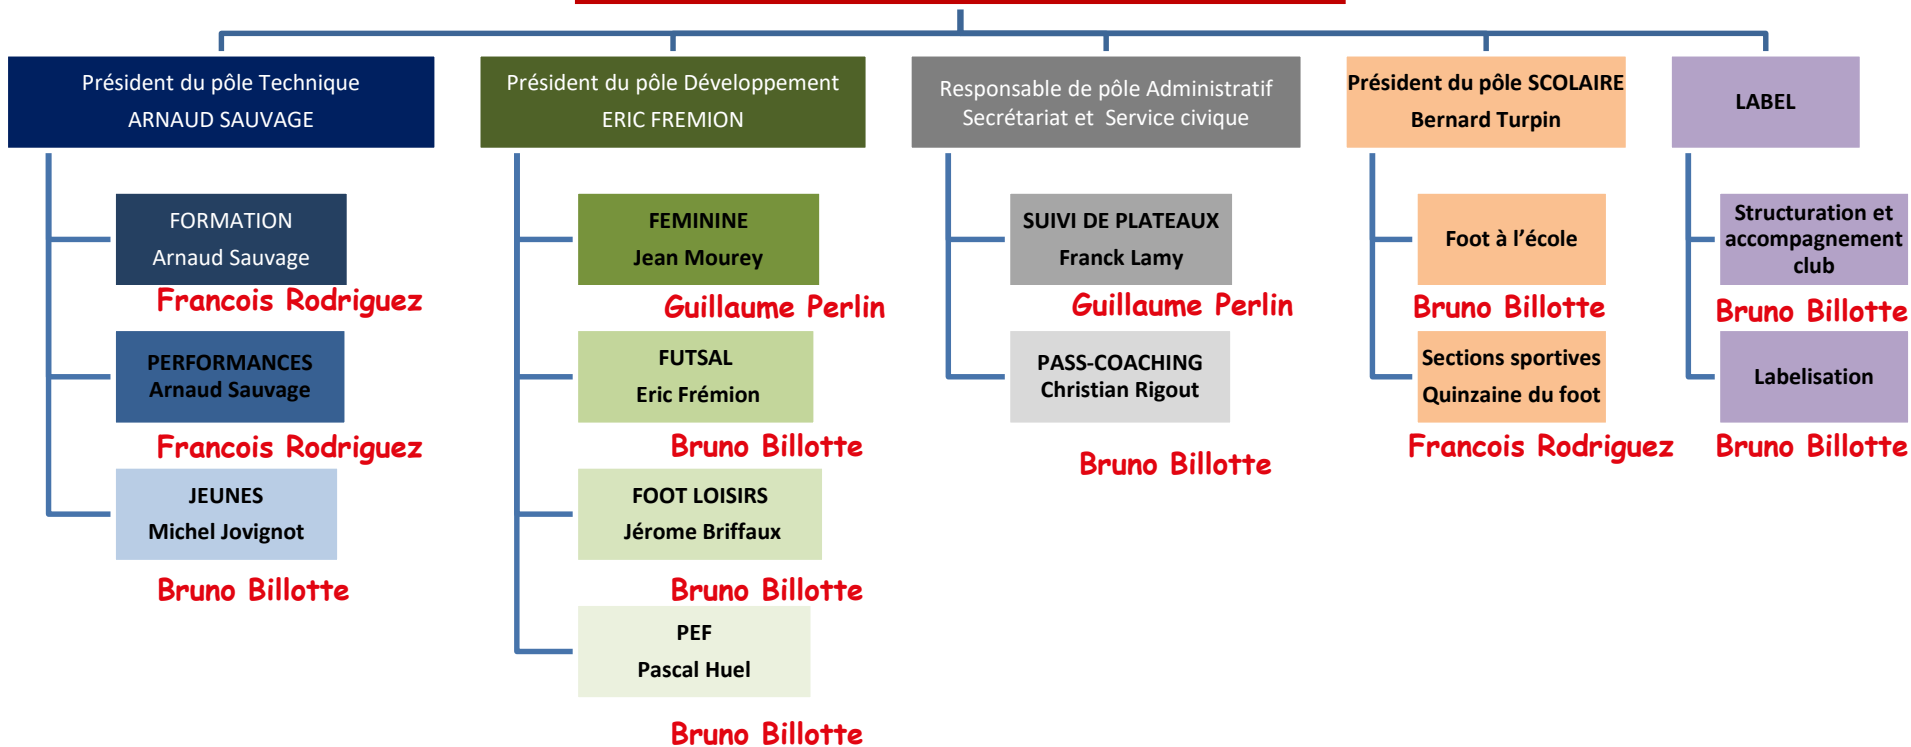 Président du pôle Technique
ARNAUD SAUVAGE
FORMATION
Arnaud Sauvage
Francois Rodriguez
PERFORMANCES
Arnaud Sauvage
Francois Rodriguez
JEUNES
Michel Jovignot
Bruno Billotte
Président du pôle Développement
ERIC FREMION
FEMININE
Jean Mourey
Guillaume Perlin
FUTSAL
Eric Frémion
Bruno Billotte
FOOT LOISIRS
Jérome Briffaux
Bruno Billotte
PEF
Pascal Huel
Bruno Billotte
Responsable de pôle Administratif
Secrétariat et Service civique
SUIVI DE PLATEAUX
Franck Lamy
Guillaume Perlin
PASS-COACHING
Christian Rigout
Bruno Billotte
Président du pôle SCOLAIRE
Bernard Turpin
Foot à l’école
Bruno Billotte
Sections sportives
Quinzaine du foot
Francois Rodriguez
LABEL
Structuration et
accompagnement
club
Bruno Billotte
Labelisation
Bruno Billotte